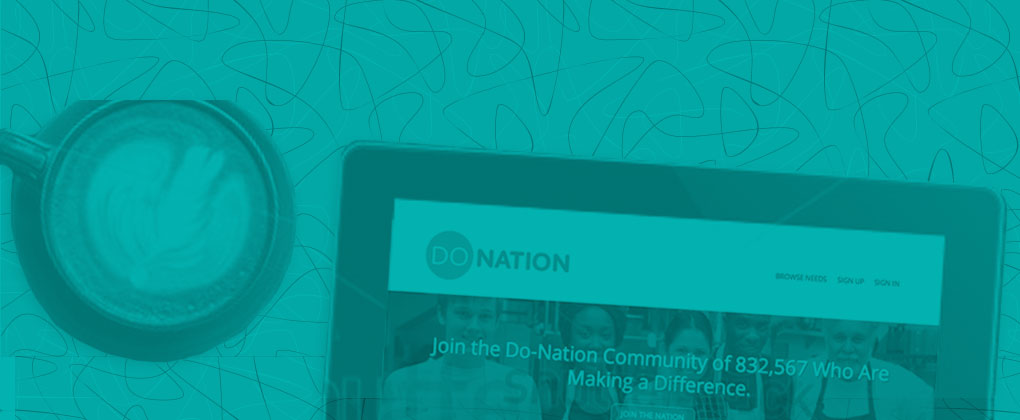 DO NATION
BROWSE NEEDS SIGN UP SIGN IN
Join the Do-Nation Community of 832,567 Who Are
Making a Difference.
JOIN THE NATION